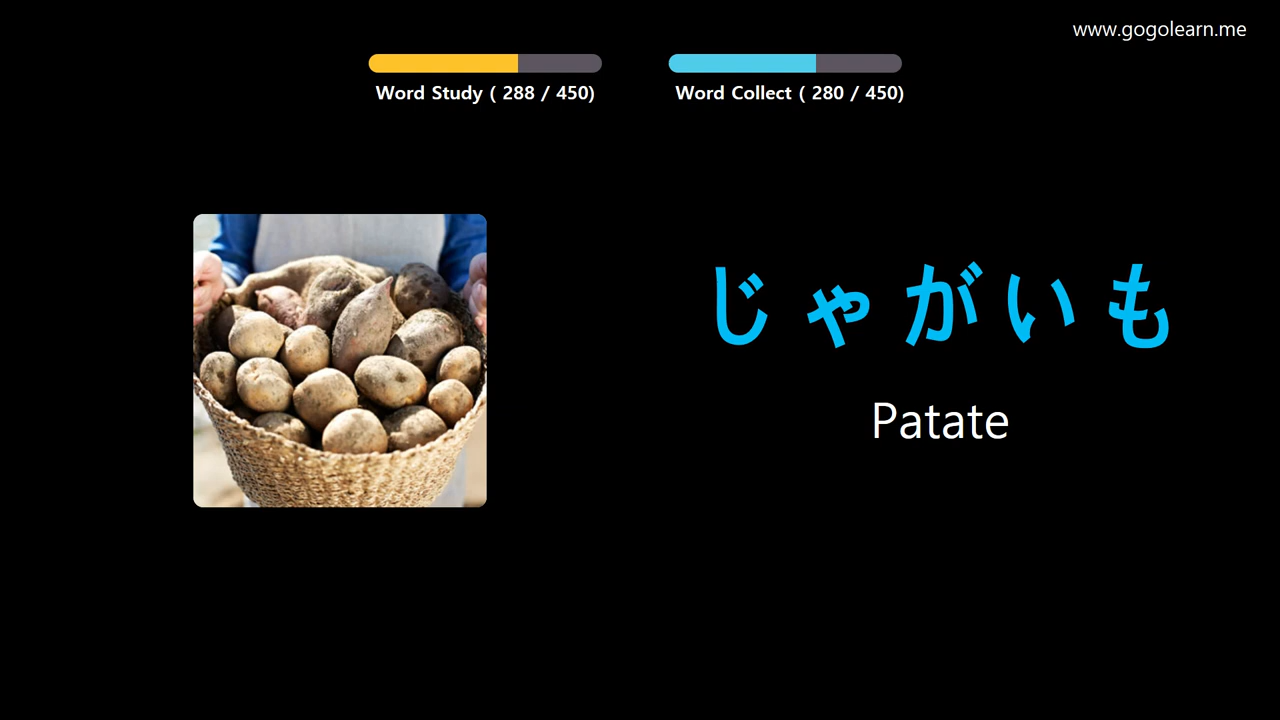 www.gogolearn.me
Word Study ( 288 / 450)
Word Collect ( 280 / 450)
じゃがいも
Patate